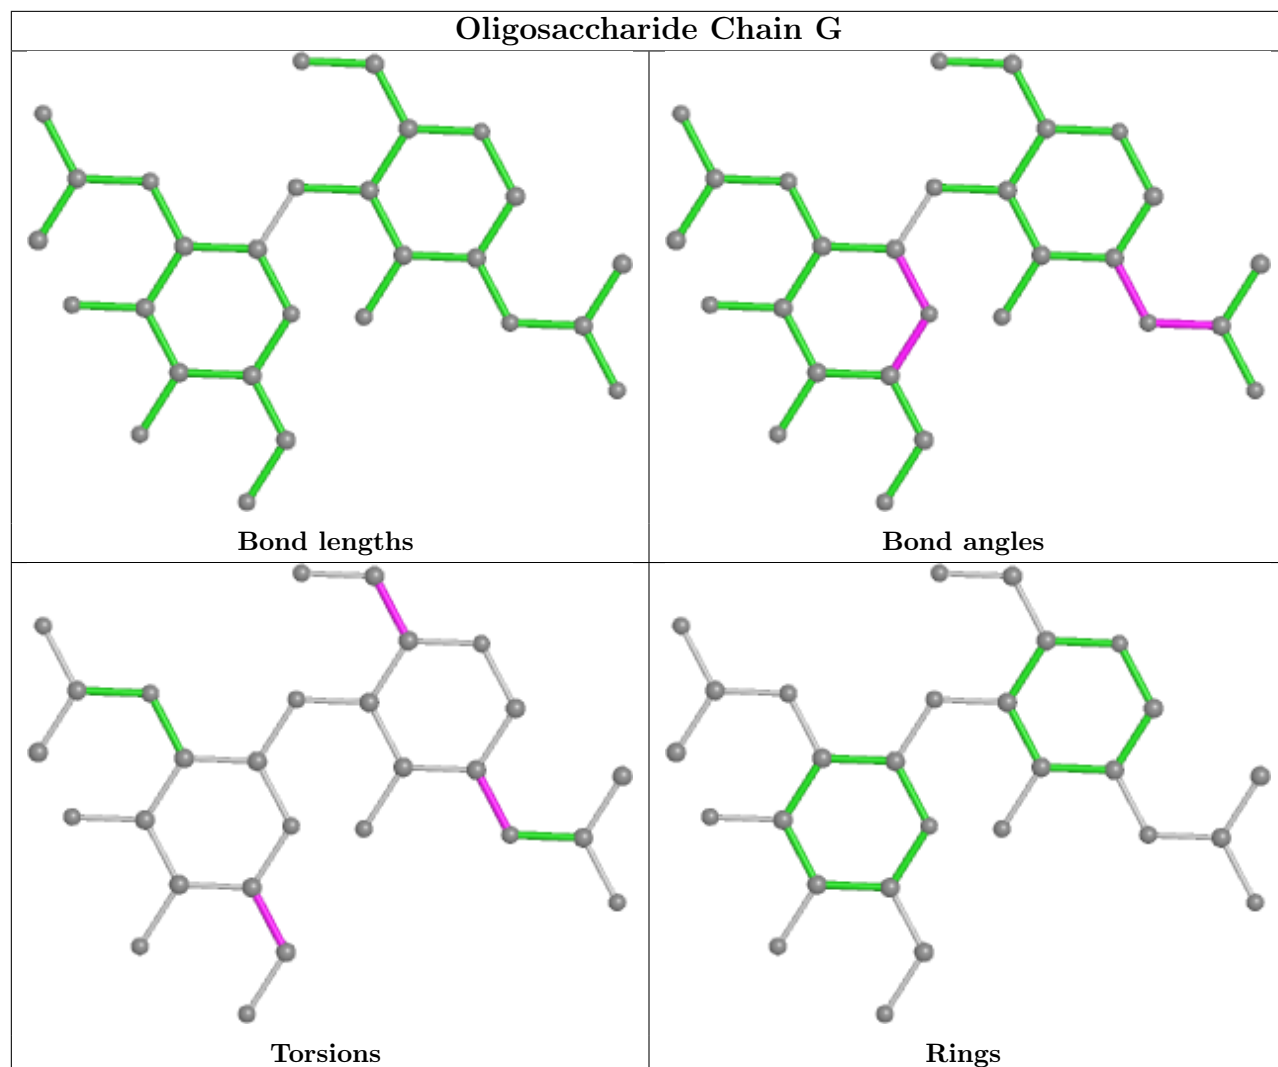 Oligosaccharide Chain G
Bond lengths
Bond angles
Torsions
Rings